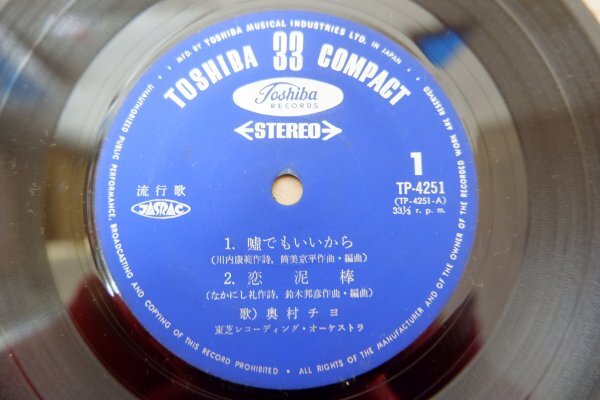 MFD. BY TOSHIBA MUSICAL INDUSTRIES LTD. IN JAPAN
TOSHIBA 33 COMPACT
Toshiba
RECORDS
STEREO
1
TP-4251
(TP-4251-A)
33⅓ r. p. m.
流行歌
JASRAC
1. 嘘でもいいから
(川内康範作詩, 筒美京平作曲・編曲)
2. 恋泥棒
(なかにし礼作詩, 鈴木邦彦作曲・編曲)
歌) 奥村チヨ
東芝レコーディング・オーケストラ
UNAUTHORIZED PUBLIC PERFORMANCE, BROADCASTING AND COPYING OF THIS RECORD PROHIBITED • ALL RIGHTS OF THE MANUFACTURER AND OF THE OWNER OF THE RECORDED WORK ARE RESERVED